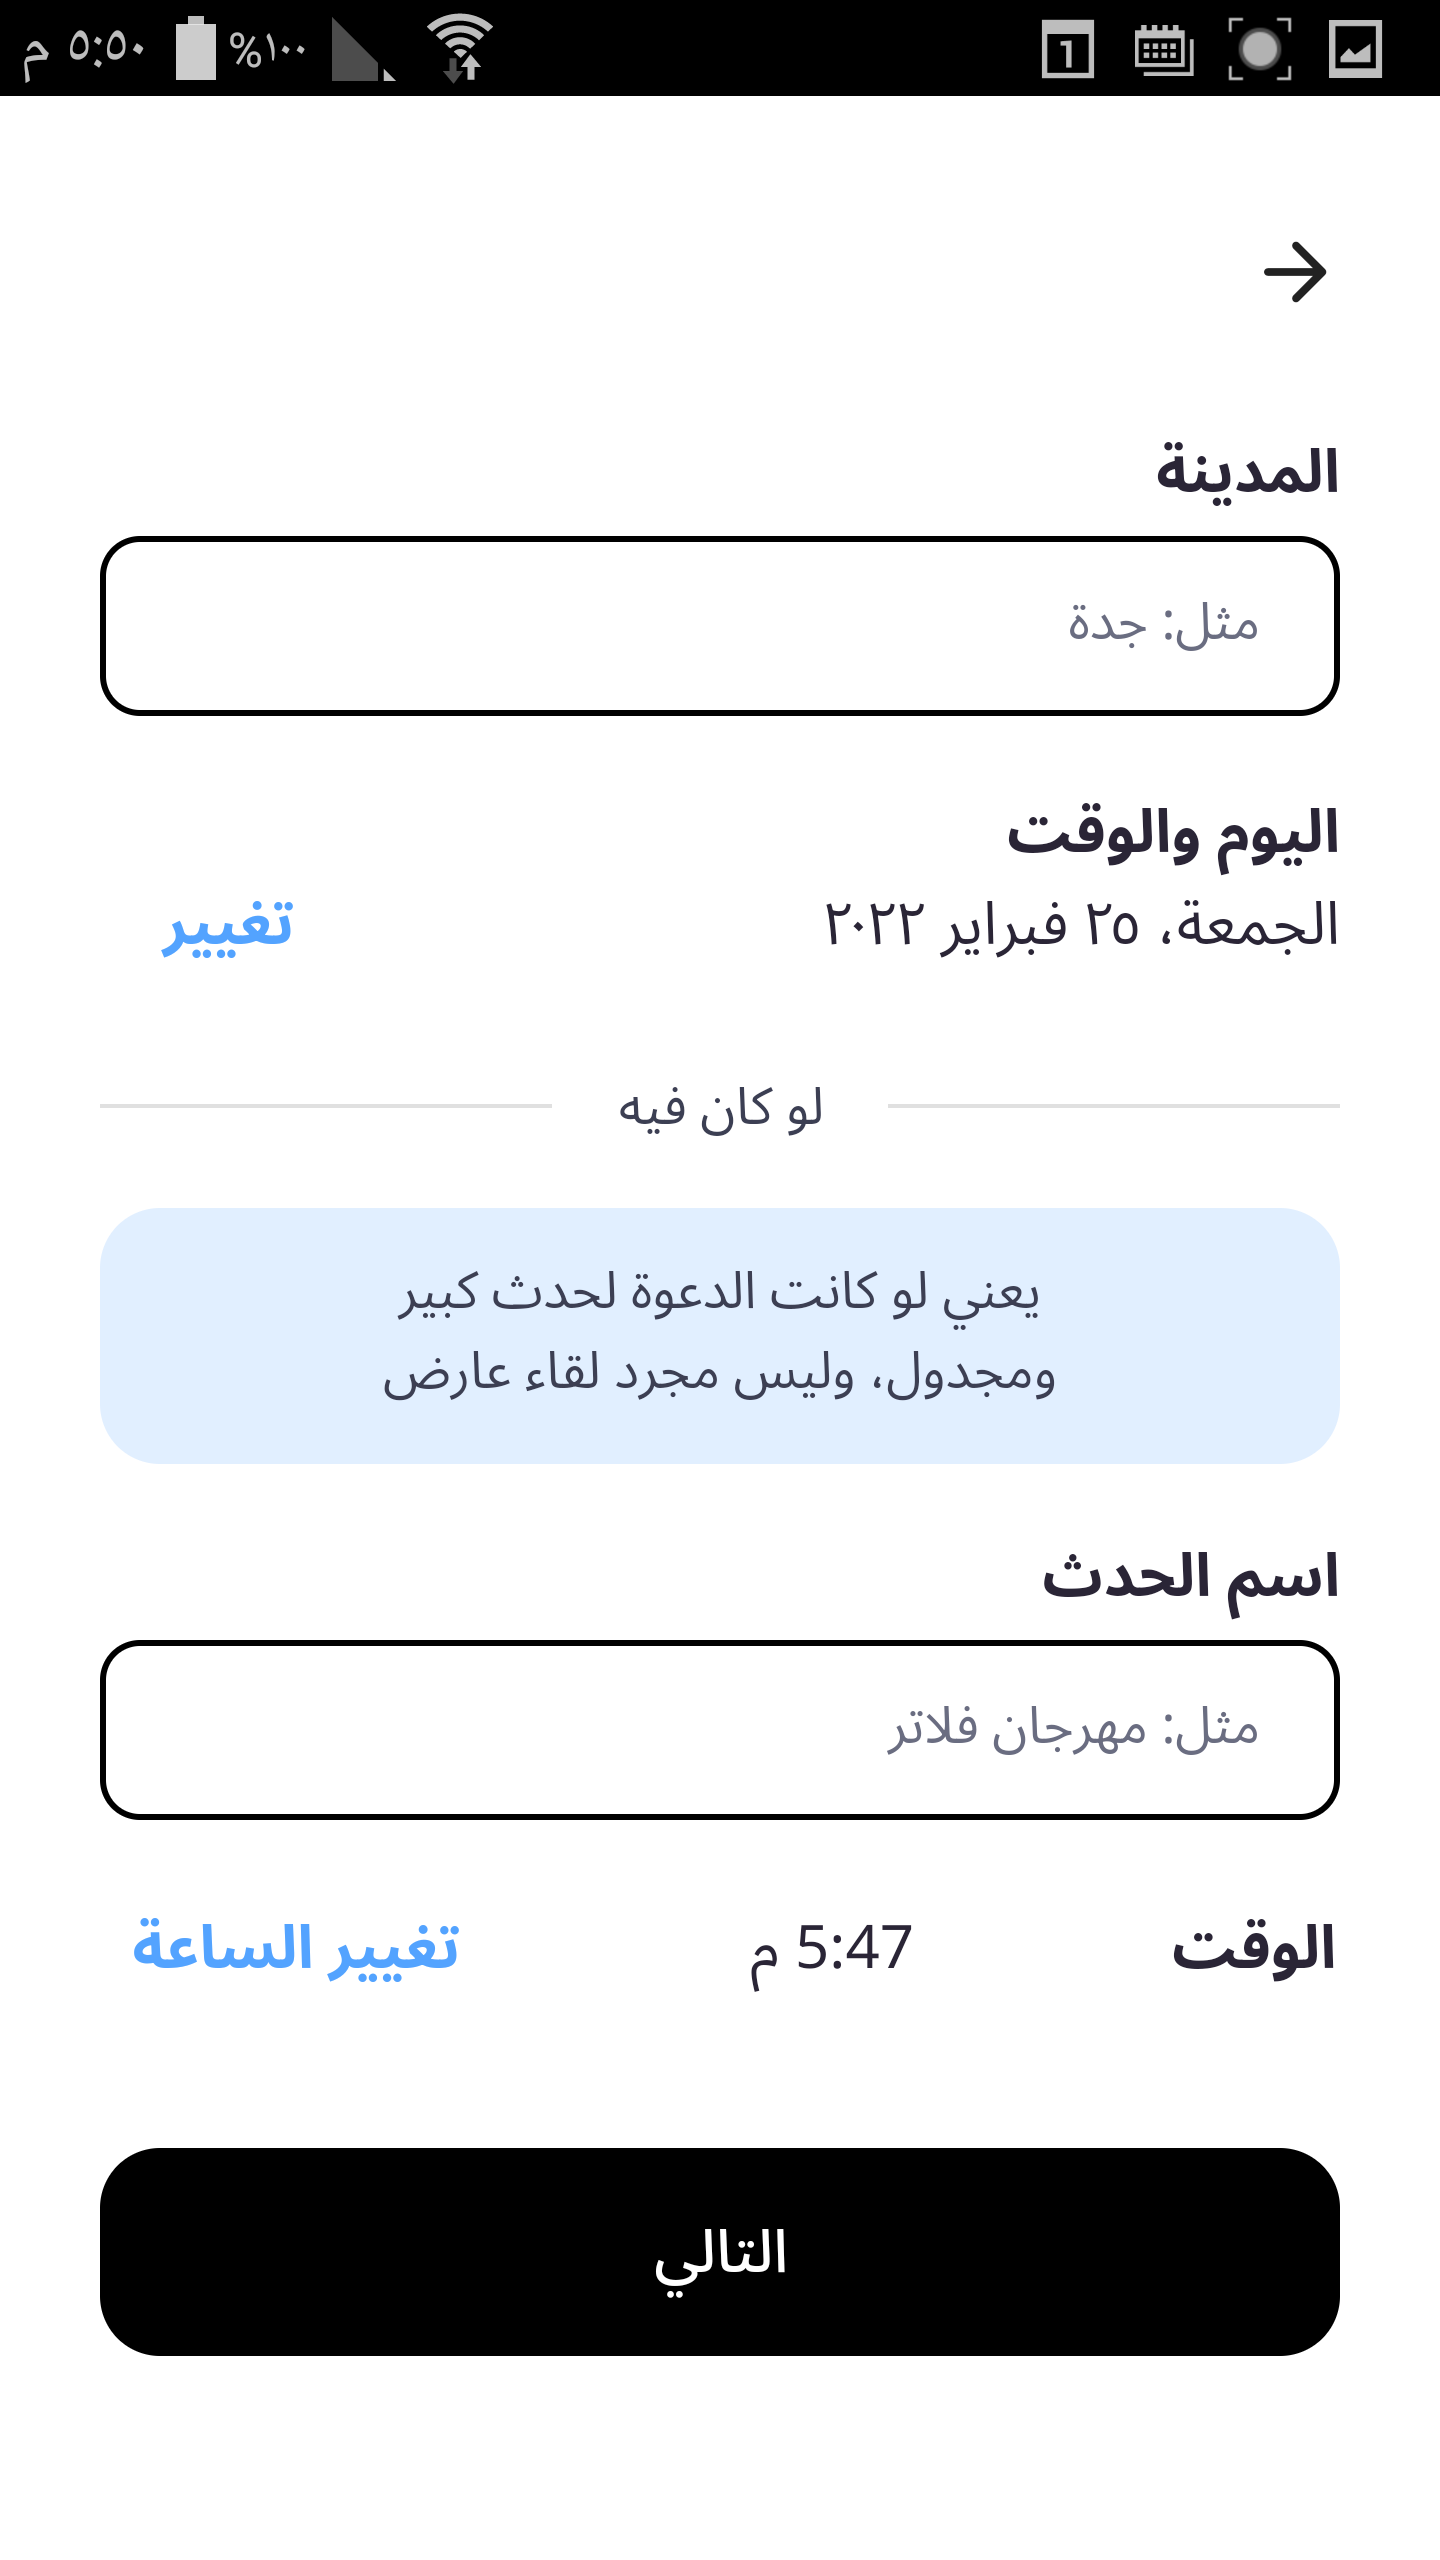 ٥:٥٠ م
١٠٠%
1
المدينة
مثل: جدة
اليوم والوقت
الجمعة، ٢٥ فبراير ٢٠٢٢
تغيير
لو كان فيه
يعني لو كانت الدعوة لحدث كبير
ومجدول، وليس مجرد لقاء عارض
اسم الحدث
مثل: مهرجان فلاتر
الوقت
5:47 م
تغيير الساعة
التالي